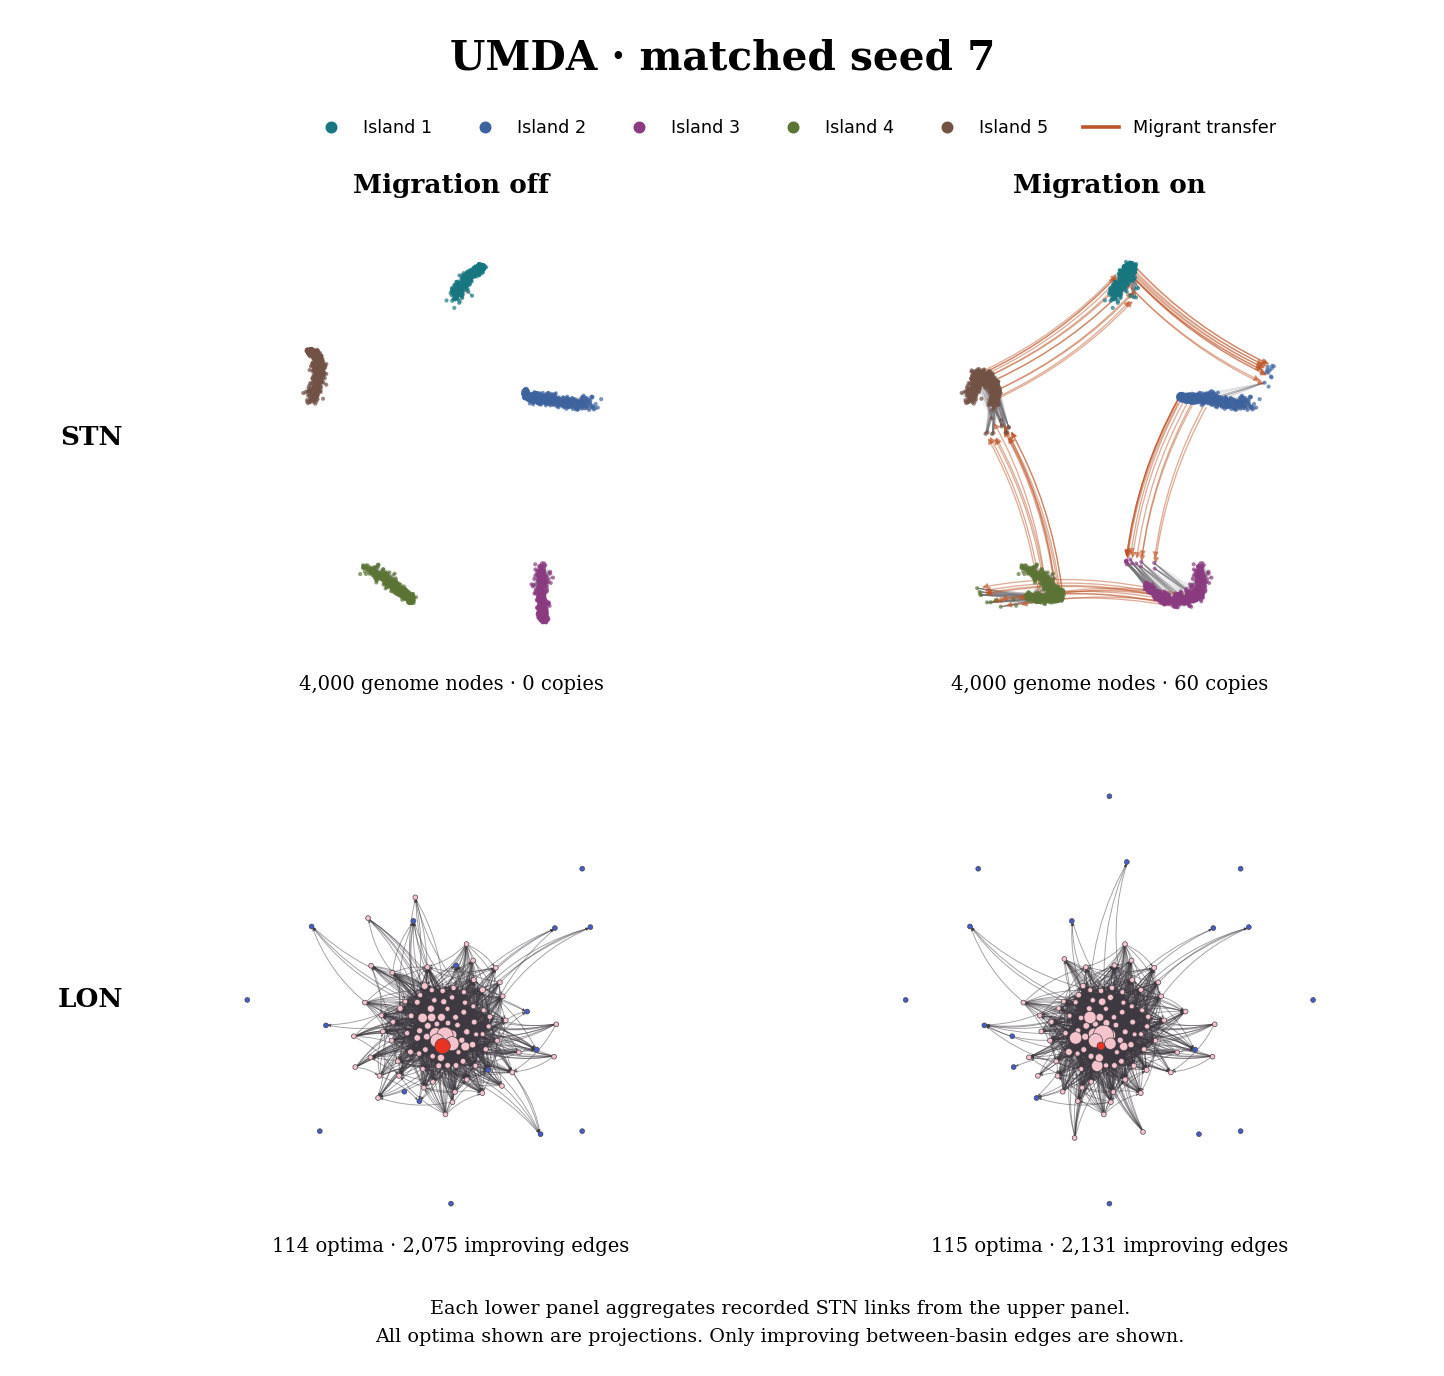 UMDA · matched seed 7
Island 1 Island 2 Island 3 Island 4 Island 5 Migrant transfer
Migration off Migration on
STN
4,000 genome nodes · 0 copies 4,000 genome nodes · 60 copies
LON
114 optima · 2,075 improving edges 115 optima · 2,131 improving edges
Each lower panel aggregates recorded STN links from the upper panel.
All optima shown are projections. Only improving between-basin edges are shown.